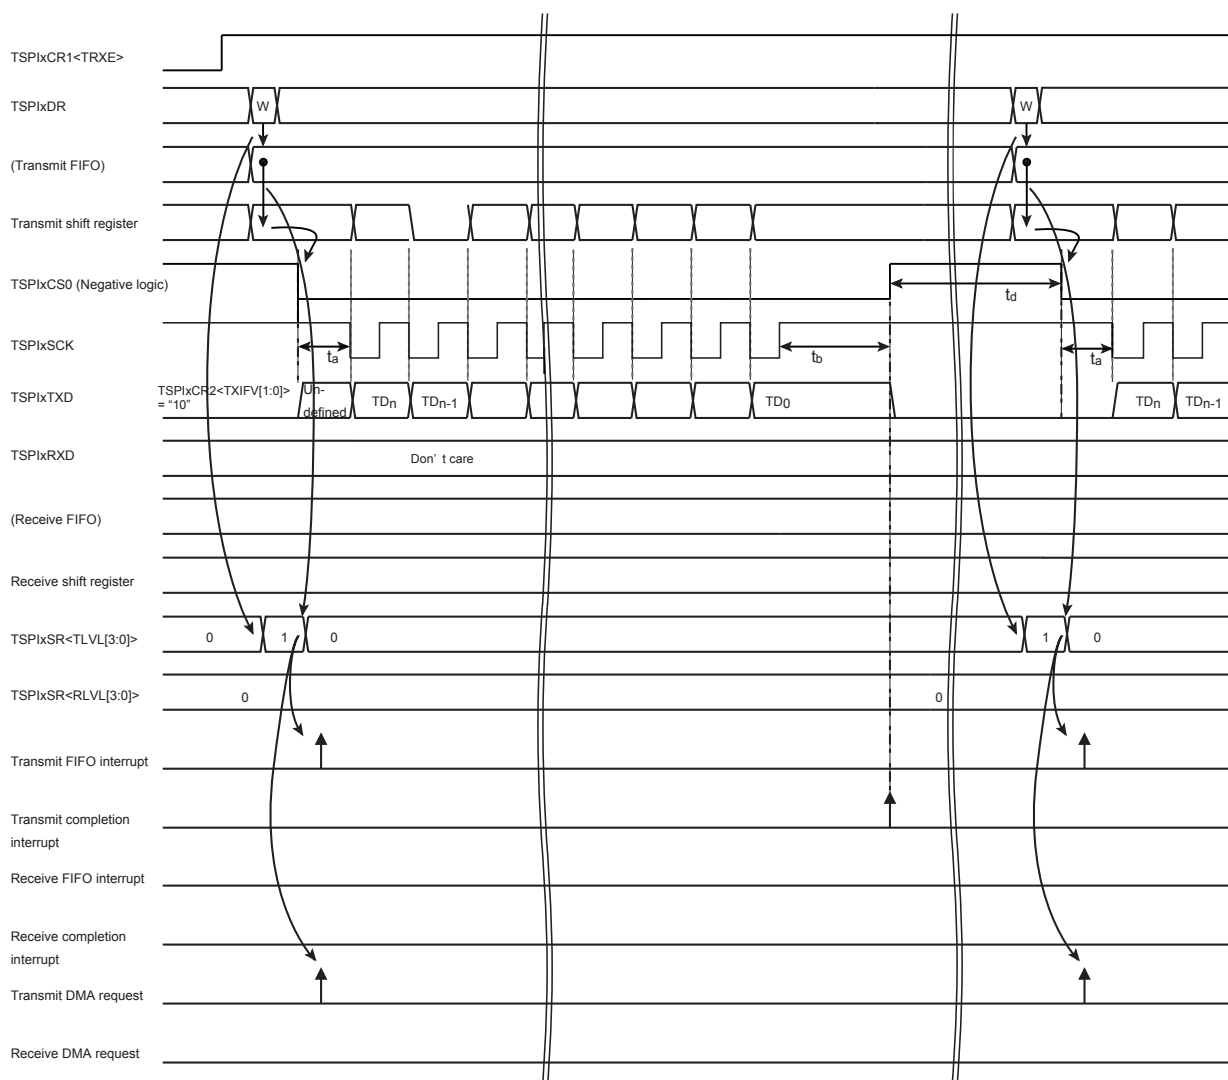 TSPIxCR1<TRXE>
TSPIxDR
W
W
(Transmit FIFO)
Transmit shift register
TSPIxCS0 (Negative logic)
td
TSPIxSCK
ta
tb
ta
TSPIxTXD
TSPIxCR2<TXIFV[1:0]>
= “10”
Un-
defined
TDn
TDn-1
TD0
TDn
TDn-1
TSPIxRXD
Don’ t care
(Receive FIFO)
Receive shift register
TSPIxSR<TLVL[3:0]>
0
1
0
1
0
TSPIxSR<RLVL[3:0]>
0
0
Transmit FIFO interrupt
Transmit completion
interrupt
Receive FIFO interrupt
Receive completion
interrupt
Transmit DMA request
Receive DMA request